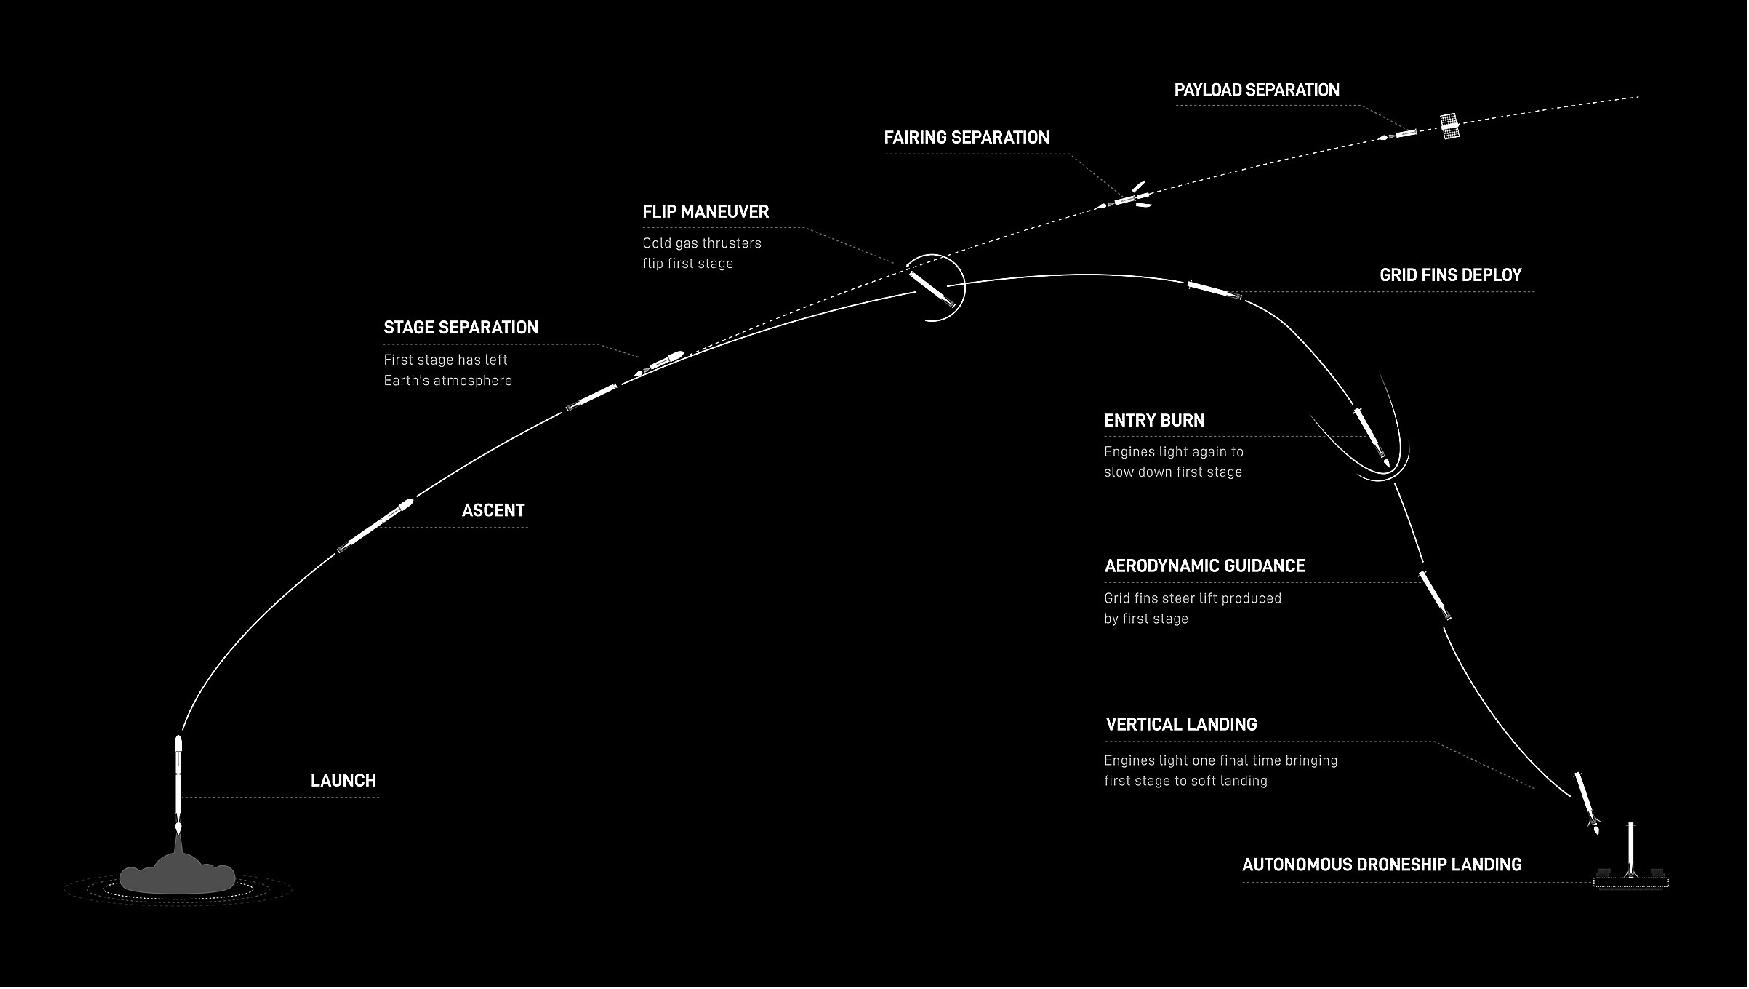 PAYLOAD SEPARATION
FAIRING SEPARATION
FLIP MANEUVER
Cold gas thrusters
flip first stage
GRID FINS DEPLOY
STAGE SEPARATION
First stage has left
Earth's atmosphere
ENTRY BURN
Engines light again to
slow down first stage
ASCENT
AERODYNAMIC GUIDANCE
Grid fins steer lift produced
by first stage
VERTICAL LANDING
Engines light one final time bringing
first stage to soft landing
LAUNCH
AUTONOMOUS DRONESHIP LANDING